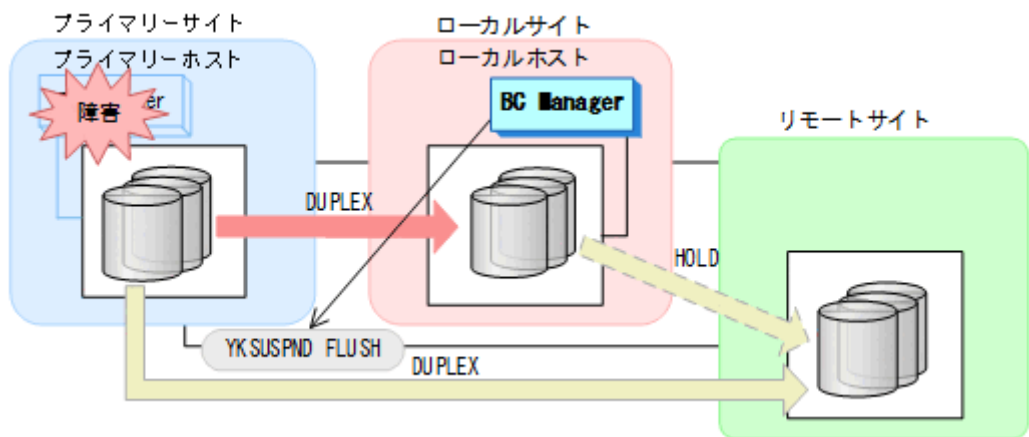 プライマリーサイト
プライマリーホスト
障害
ローカルサイト
ローカルホスト
BC Manager
リモートサイト
DUPLEX
HOLD
YKSUSPND FLUSH
DUPLEX